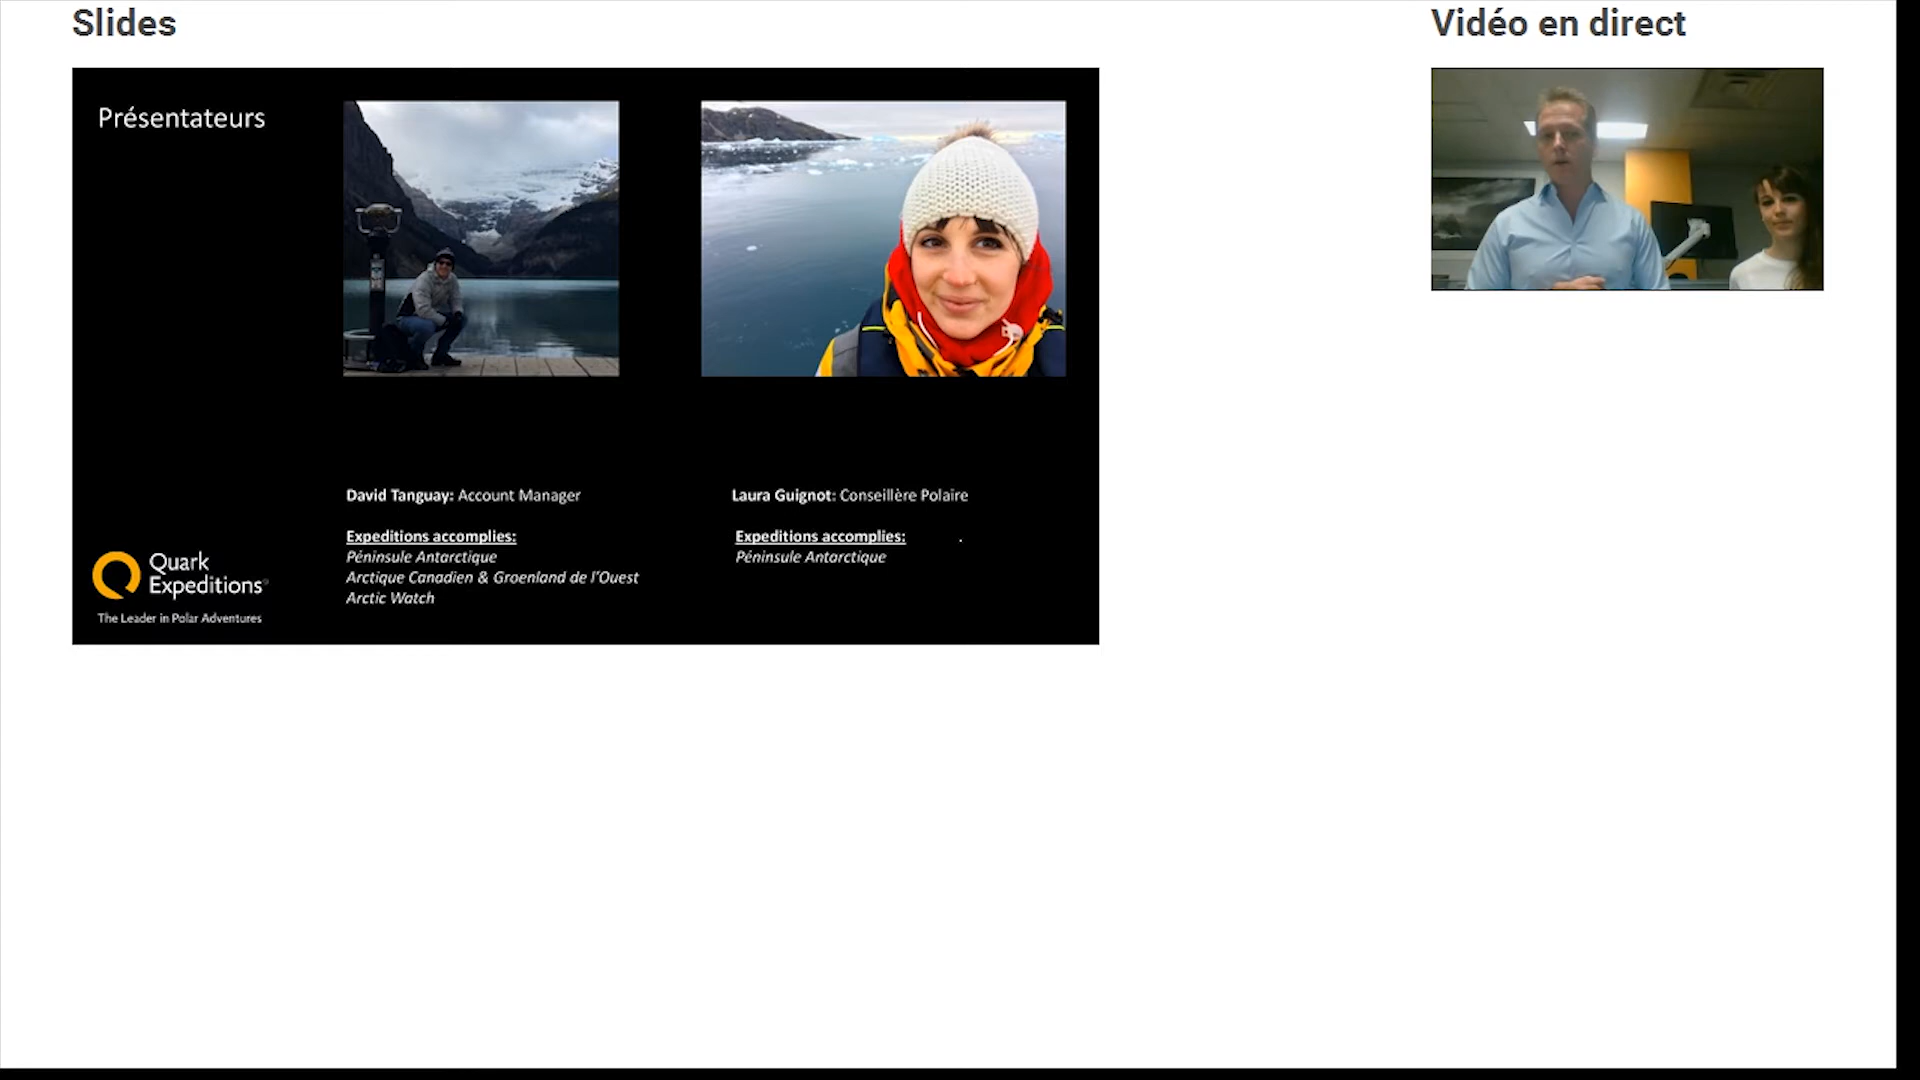 Slides
Vidéo en direct
Présentateurs
David Tanguay: Account Manager
Expeditions accomplies:
Péninsule Antarctique
Arctique Canadien & Groenland de l'Ouest
Arctic Watch
Laura Guignot: Conseillère Polaire
Expeditions accomplies: .
Péninsule Antarctique
Quark
Expeditions®
The Leader in Polar Adventures